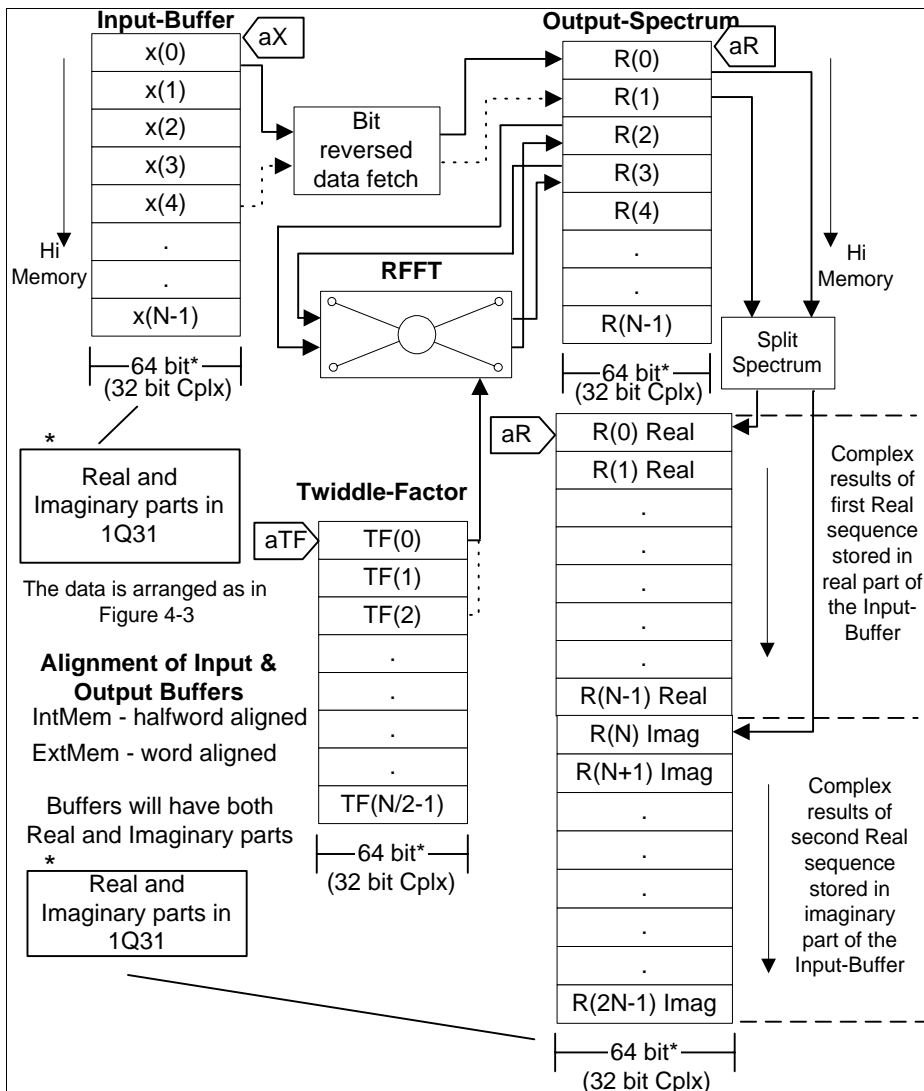 Input-Buffer
aX
x(0)
x(1)
x(2)
x(3)
x(4)
.
.
x(N-1)
Hi
Memory
64 bit*
(32 bit Cplx)
Bit
reversed
data fetch
RFFT
Output-Spectrum
aR
R(0)
R(1)
R(2)
R(3)
R(4)
.
.
R(N-1)
Hi
Memory
64 bit*
(32 bit Cplx)
Split
Spectrum
*
Real and
Imaginary parts in
1Q31
The data is arranged as in
Figure 4-3
Alignment of Input &
Output Buffers
IntMem - halfword aligned
ExtMem - word aligned
Buffers will have both
Real and Imaginary parts
*
Real and
Imaginary parts in
1Q31
Twiddle-Factor
aTF
TF(0)
TF(1)
TF(2)
.
.
.
.
TF(N/2-1)
64 bit*
(32 bit Cplx)
aR
R(0) Real
R(1) Real
.
.
.
.
.
R(N-1) Real
R(N) Imag
R(N+1) Imag
.
.
.
.
.
R(2N-1) Imag
64 bit*
(32 bit Cplx)
Complex
results of
first Real
sequence
stored in
real part of
the Input-
Buffer
Complex
results of
second Real
sequence
stored in
imaginary
part of the
Input-Buffer